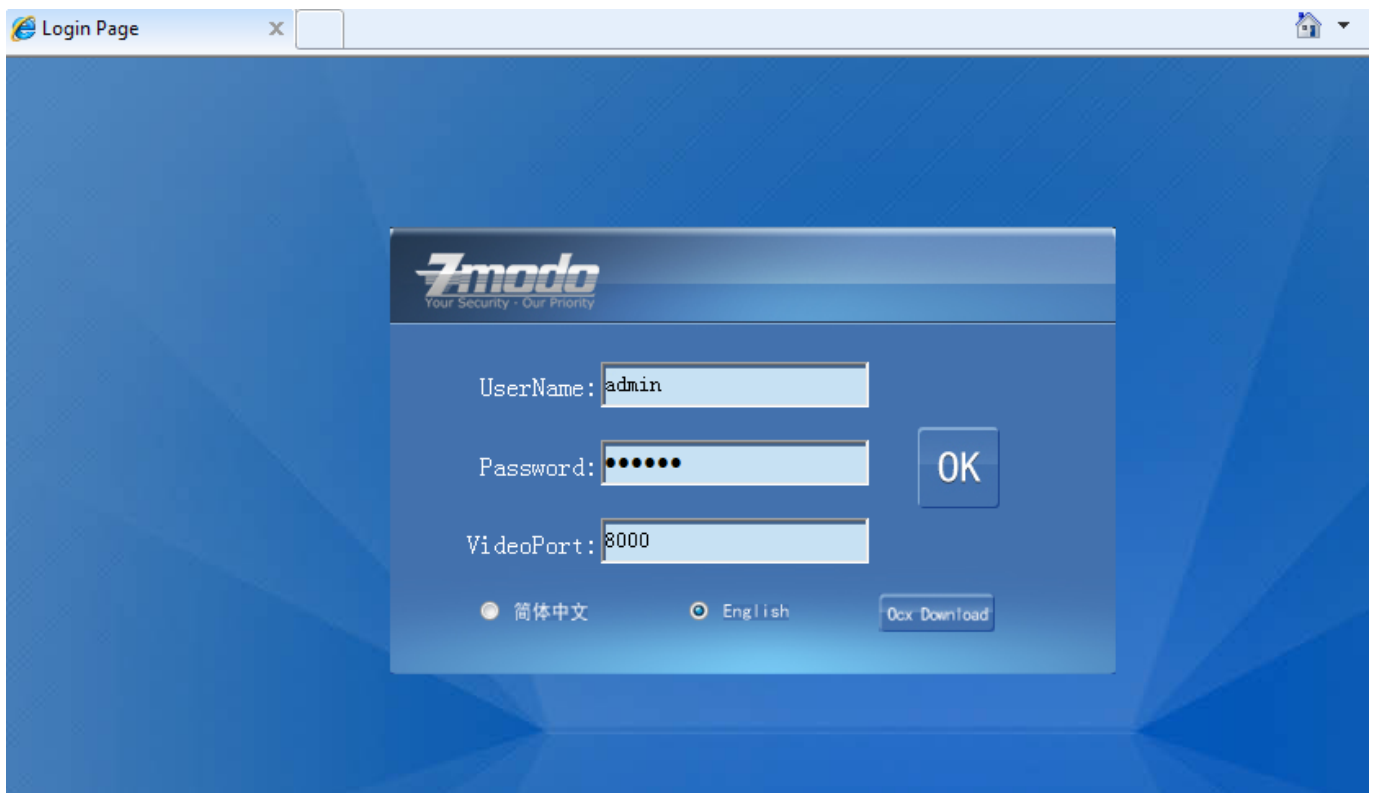 Login Page
Zmodo
Your Security · Our Priority
UserName: admin
Password: ••••••
OK
VideoPort: 8000
简体中文 English Ocx Download